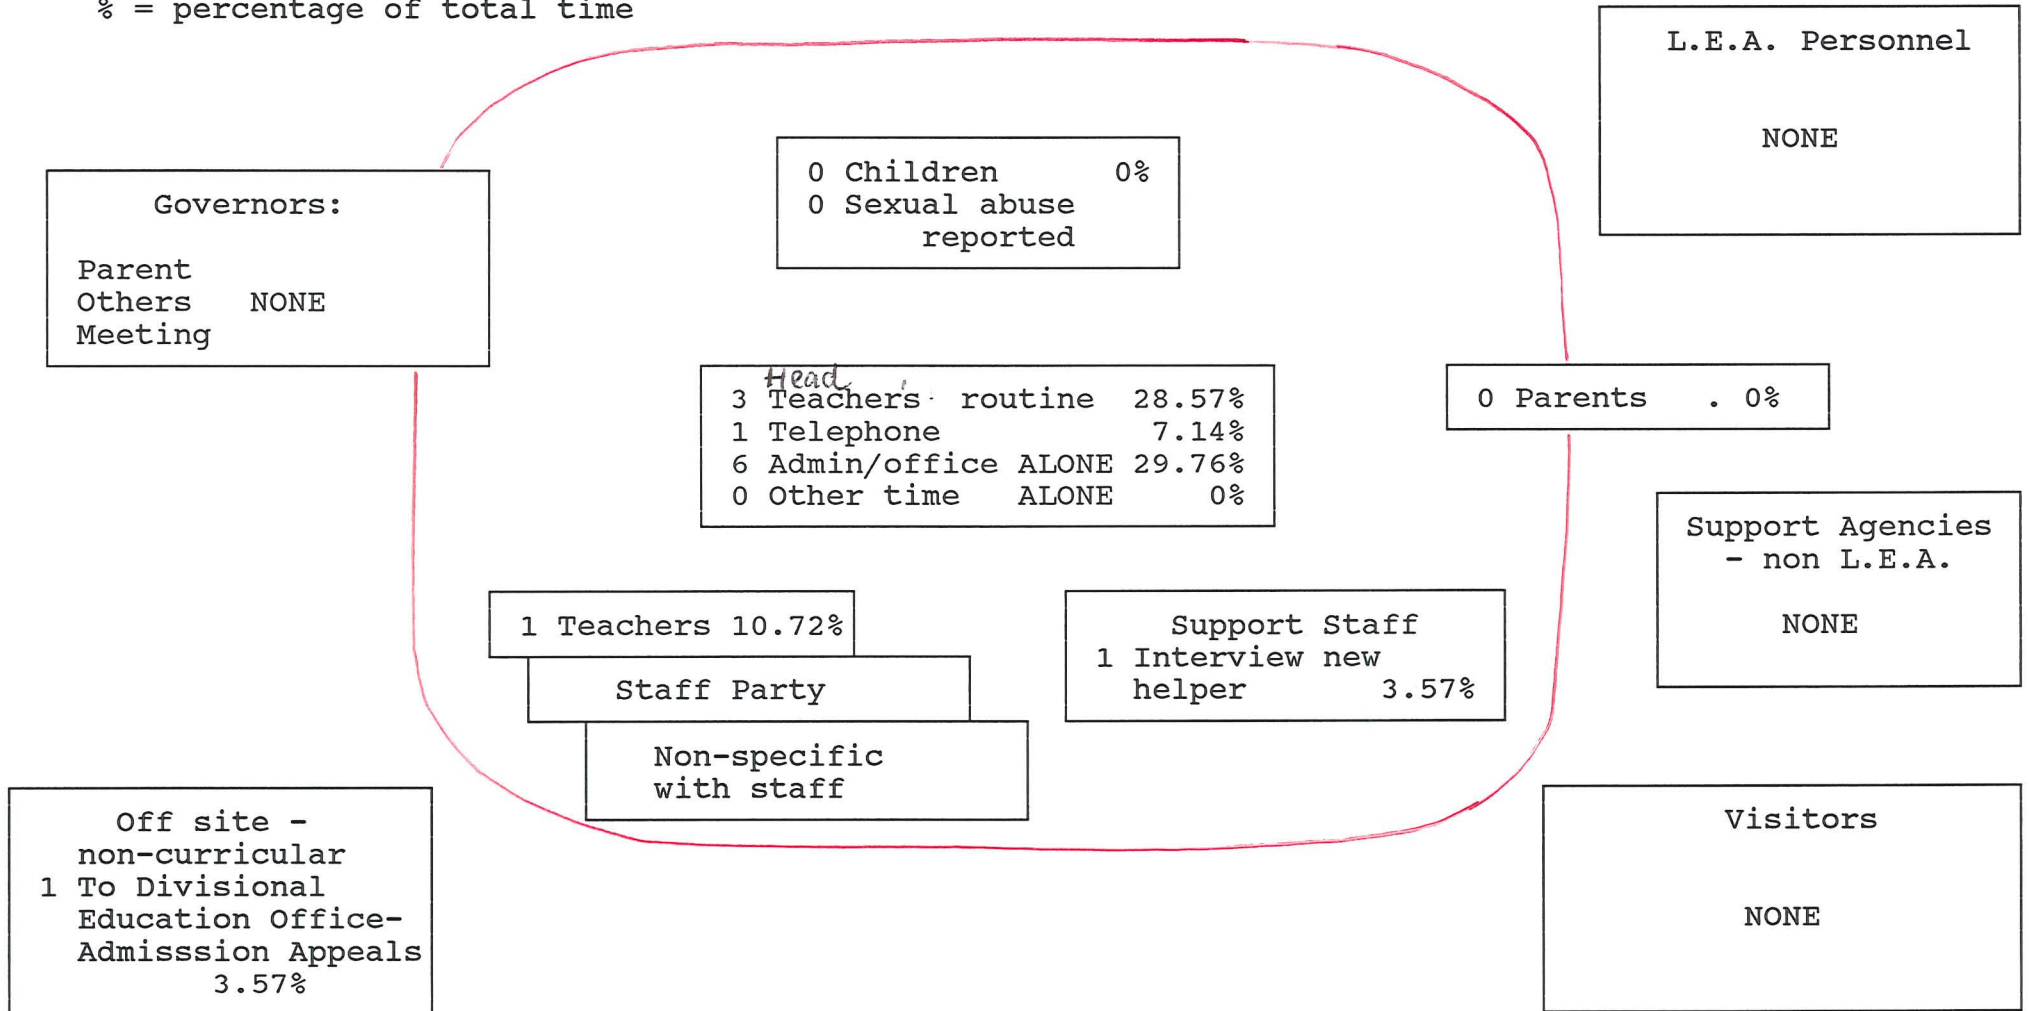 % = percentage of total time
L.E.A. Personnel
NONE
0 Children 0%
0 Sexual abuse
reported
Governors:
Parent
Others NONE
Meeting
Head
3 Teachers routine 28.57%
1 Telephone 7.14%
6 Admin/office ALONE 29.76%
0 Other time ALONE 0%
0 Parents . 0%
Support Agencies
- non L.E.A.
NONE
1 Teachers 10.72%
Staff Party
Non-specific
with staff
Support Staff
1 Interview new
helper 3.57%
Off site -
non-curricular
1 To Divisional
Education Office-
Admisssion Appeals
3.57%
Visitors
NONE